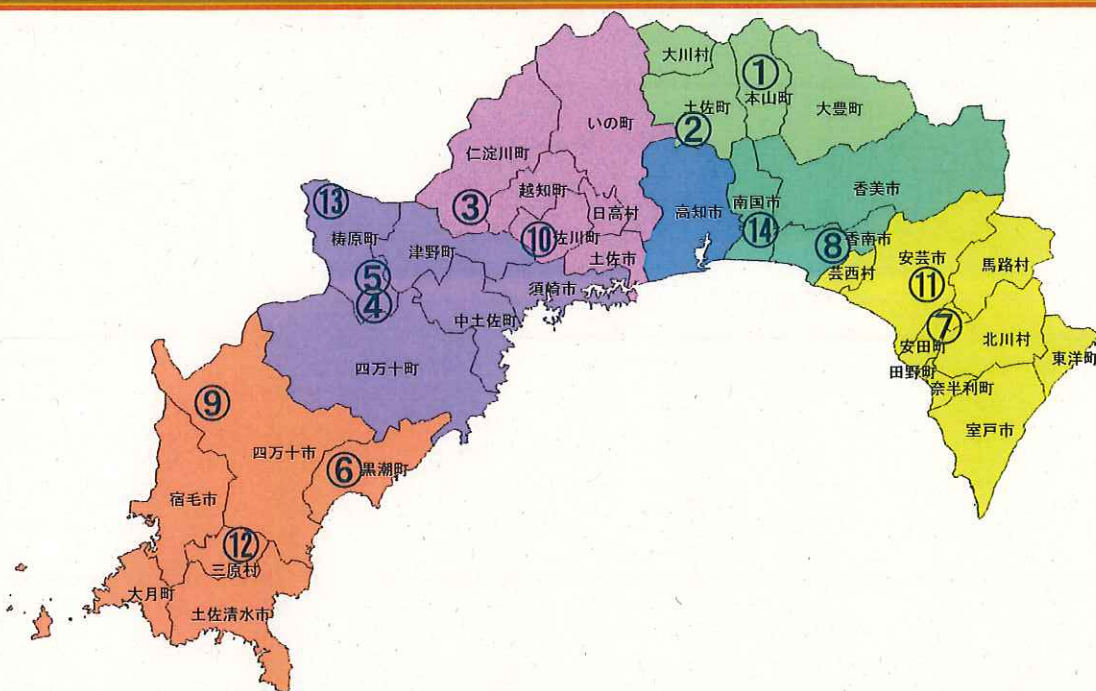 大川村
①
本山町
土佐町
②
大豊町
いの町
仁淀川町
越知町
③
日高村
⑩
佐川町
土佐市
高知市
南国市
⑭
香美市
⑧
香南市
芸西村
安芸市
⑪
馬路村
⑦
安田町
北川村
田野町
奈半利町
東洋町
室戸市
⑬
梼原町
津野町
⑤
④
須崎市
中土佐町
四万十町
⑨
四万十市
⑥
黒潮町
宿毛市
⑫
三原村
大月町
土佐清水市